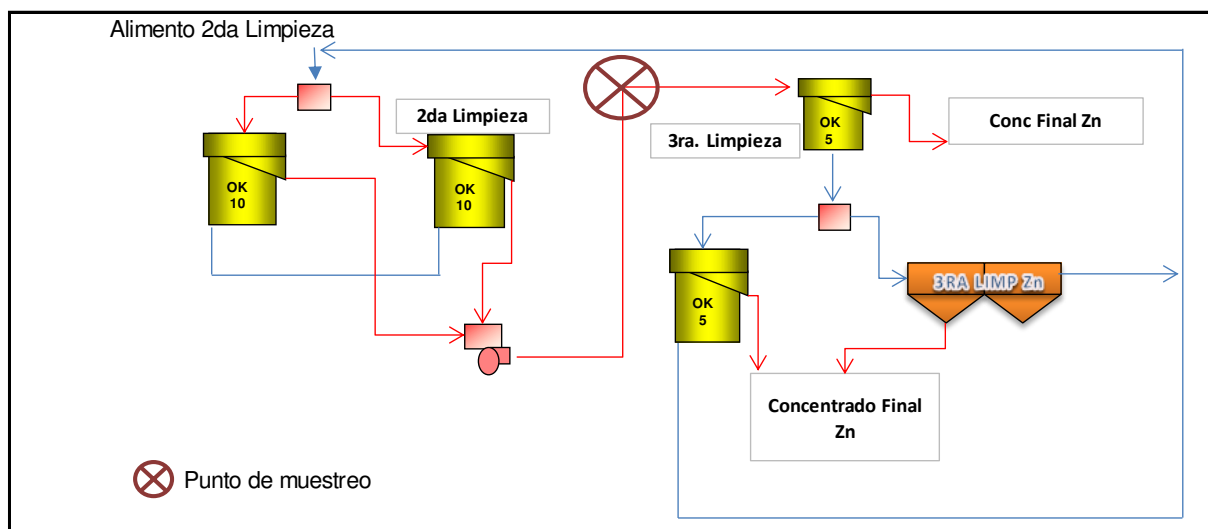 Alimento 2da Limpieza
2da Limpieza
OK
10
OK
10
3ra. Limpieza
OK
5
Conc Final Zn
OK
5
3RA LIMP Zn
Concentrado Final
Zn
Punto de muestreo